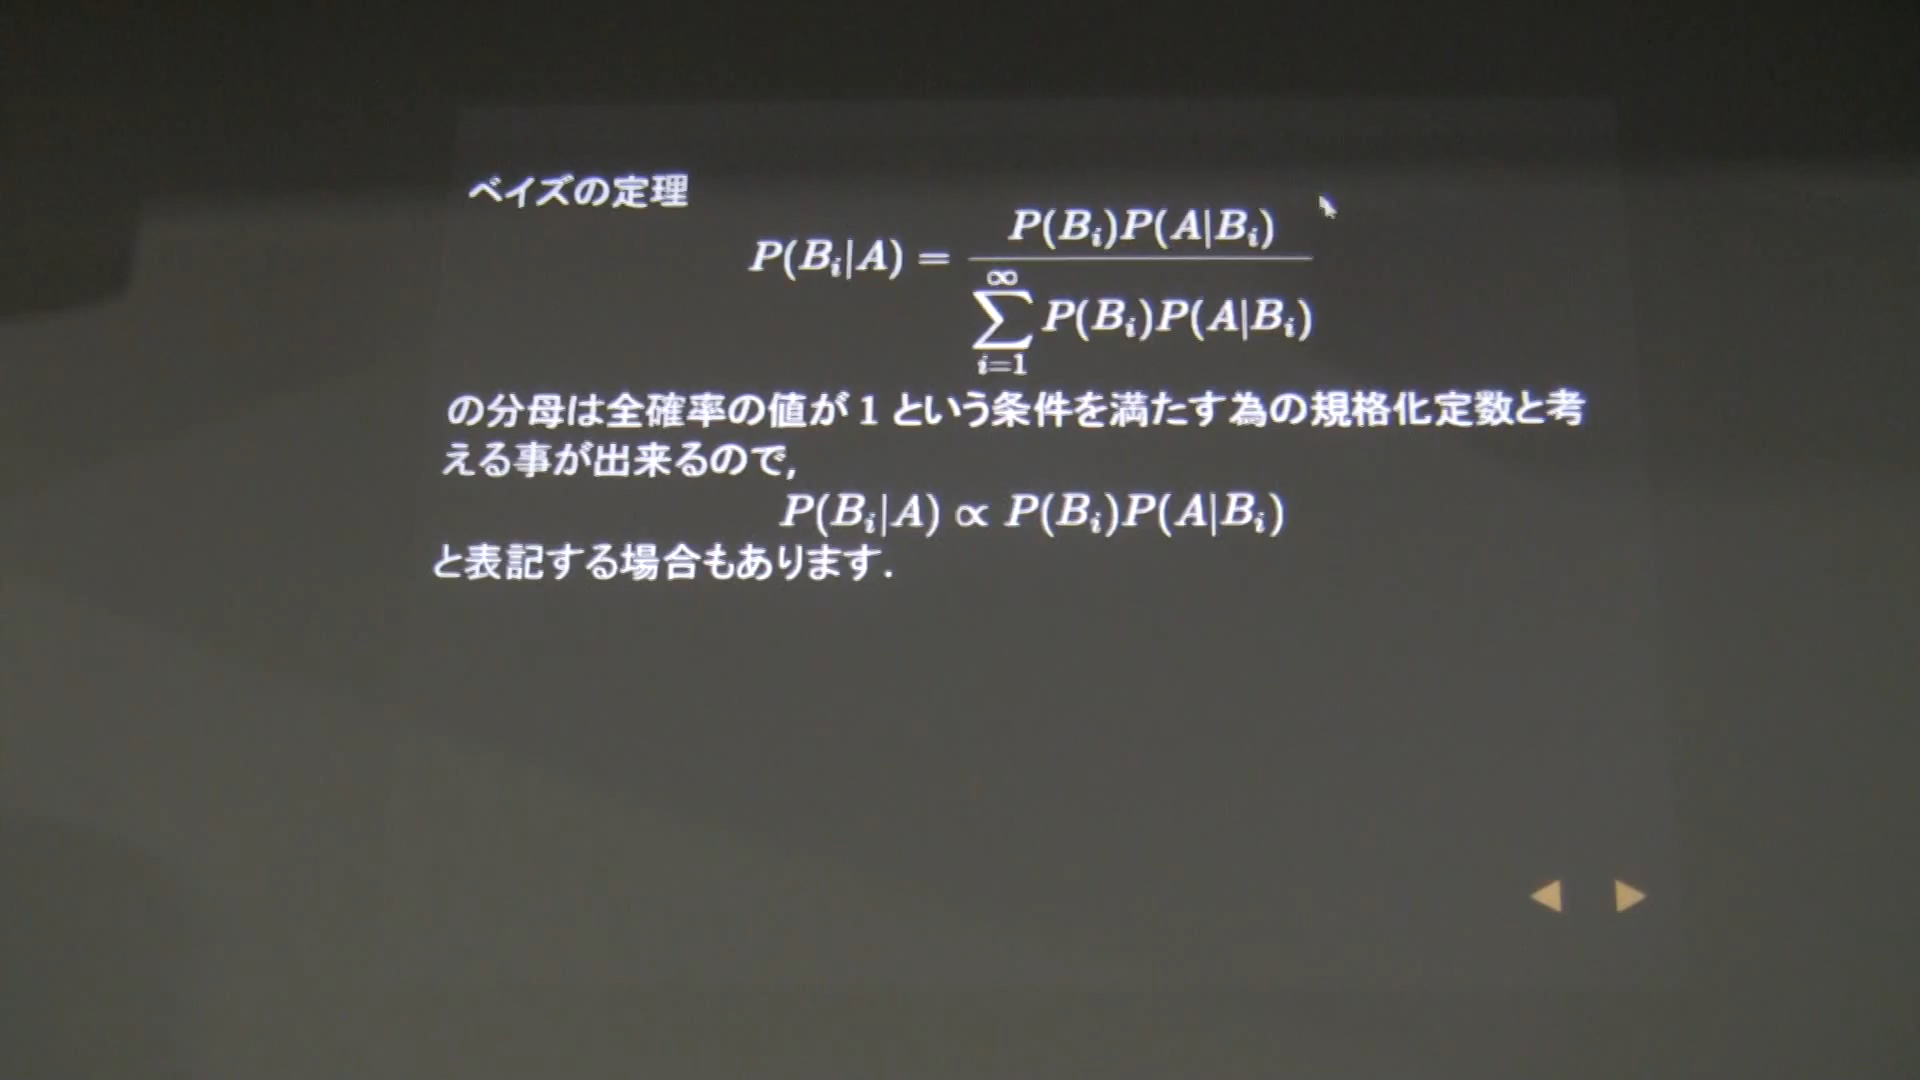 ベイズの定理
P(B_i|A) = \frac{P(B_i)P(A|B_i)}{\sum_{i=1}^{\infty} P(B_i)P(A|B_i)}
の分母は全確率の値が 1 という条件を満たす為の規格化定数と考
える事が出来るので,
P(B_i|A) ∝ P(B_i)P(A|B_i)
と表記する場合もあります.